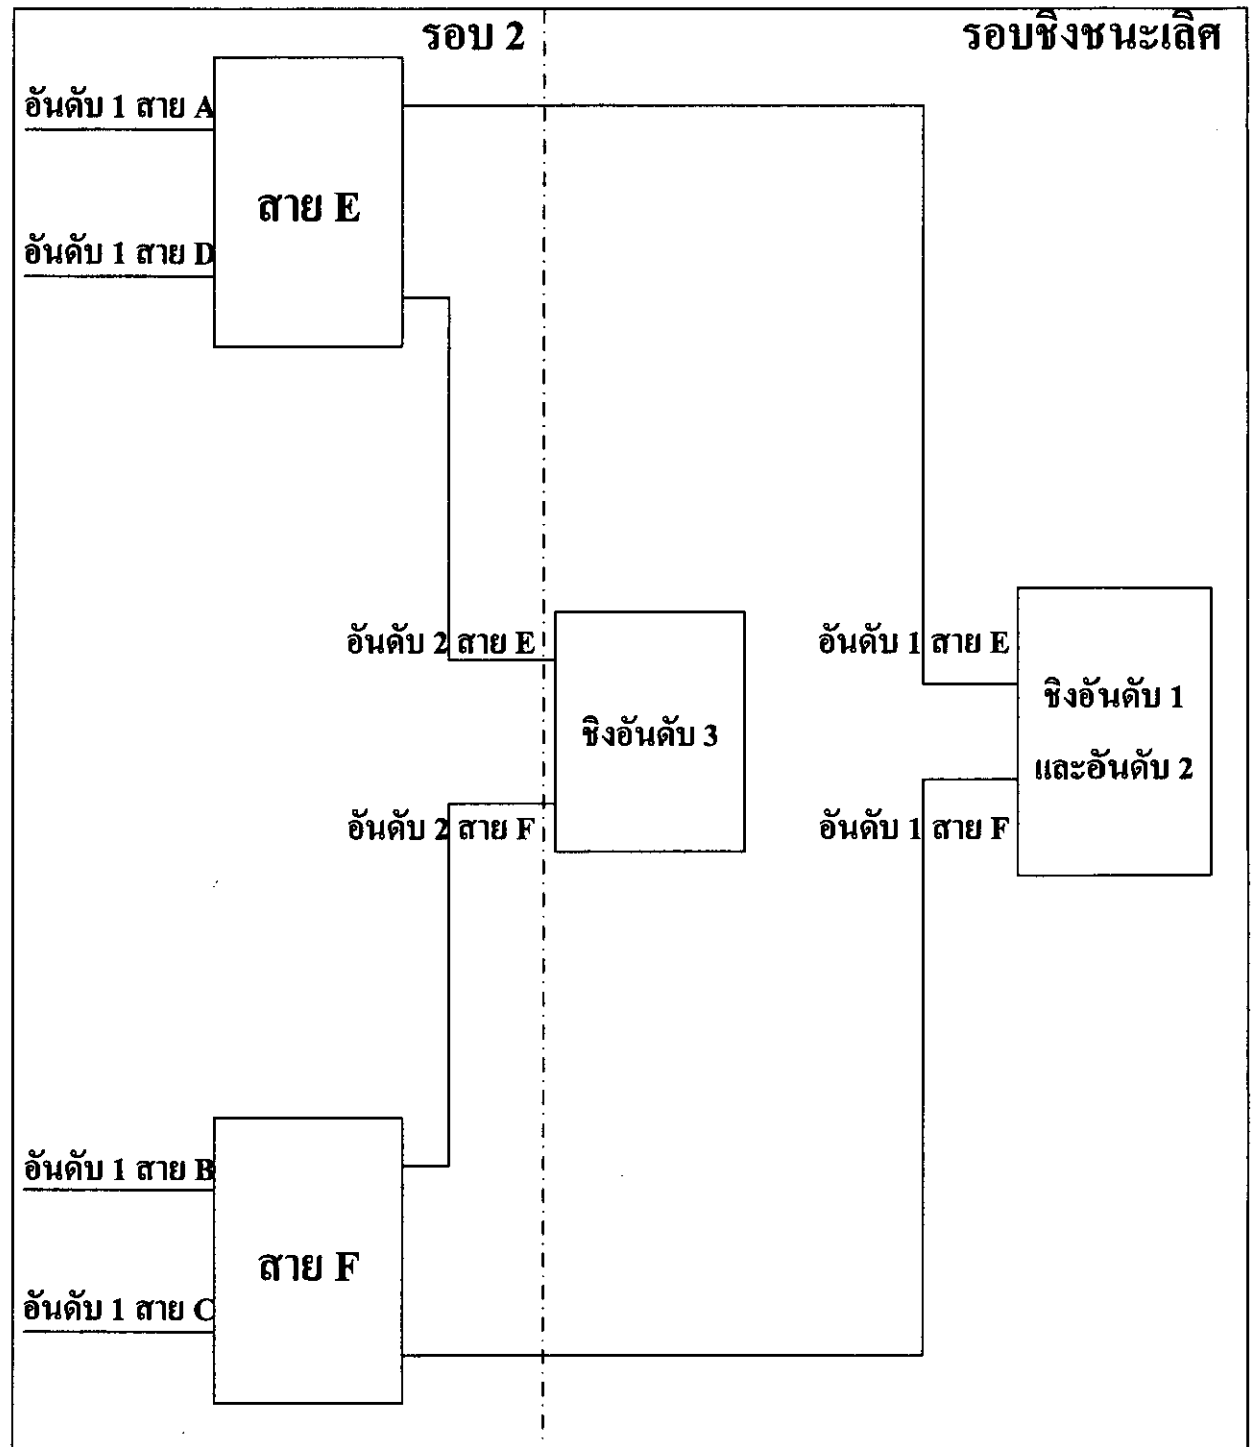 รอบ 2
รอบชิงชนะเลิศ
อันดับ 1 สาย A
สาย E
อันดับ 1 สาย D
อันดับ 2 สาย E
ชิงอันดับ 3
อันดับ 2 สาย F
อันดับ 1 สาย E
ชิงอันดับ 1
และอันดับ 2
อันดับ 1 สาย F
อันดับ 1 สาย B
สาย F
อันดับ 1 สาย C